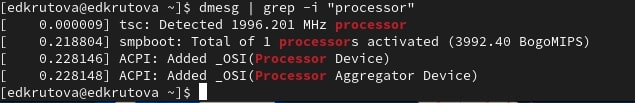 [edkrutova@edkrutova ~]$ dmesg | grep -i "processor"
[    0.000009] tsc: Detected 1996.201 MHz processor
[    0.218804] smpboot: Total of 1 processors activated (3992.40 BogoMIPS)
[    0.228146] ACPI: Added _OSI(Processor Device)
[    0.228148] ACPI: Added _OSI(Processor Aggregator Device)
[edkrutova@edkrutova ~]$